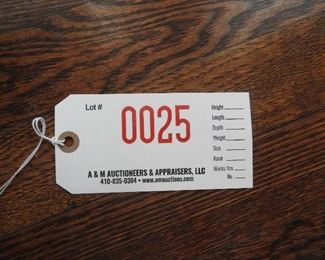 Lot #
0025
Height
Length
Depth
Weight
Size
Karat
Works Yes
No
A & M AUCTIONEERS & APPRAISERS, LLC
410-835-0384 • www.amauctions.com